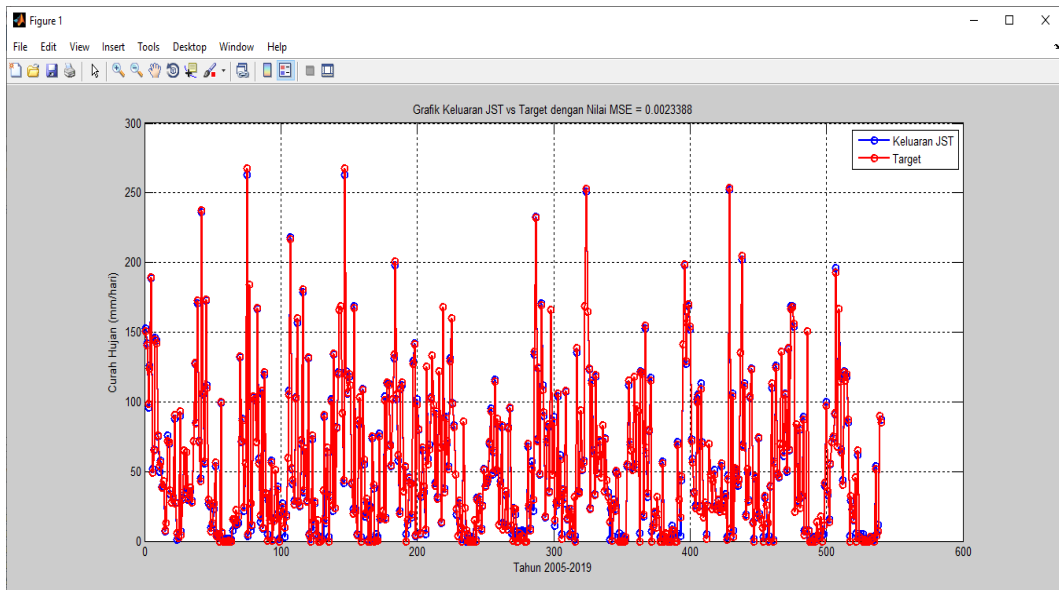 Figure 1
File Edit View Insert Tools Desktop Window Help
Grafik Keluaran JST vs Target dengan Nilai MSE = 0.0023388
300
250
200
150
100
50
0
Curah Hujan (mm/hari)
Keluaran JST
Target
0 100 200 300 400 500 600
Tahun 2005-2019